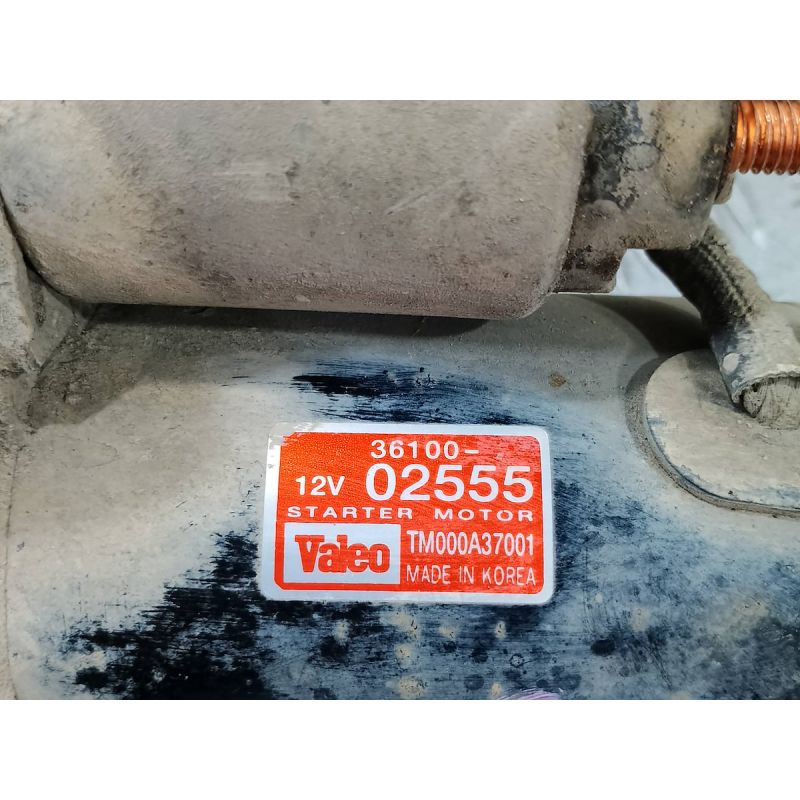 36100-
12V 02555
STARTER MOTOR
Valeo TM000A37001
MADE IN KOREA